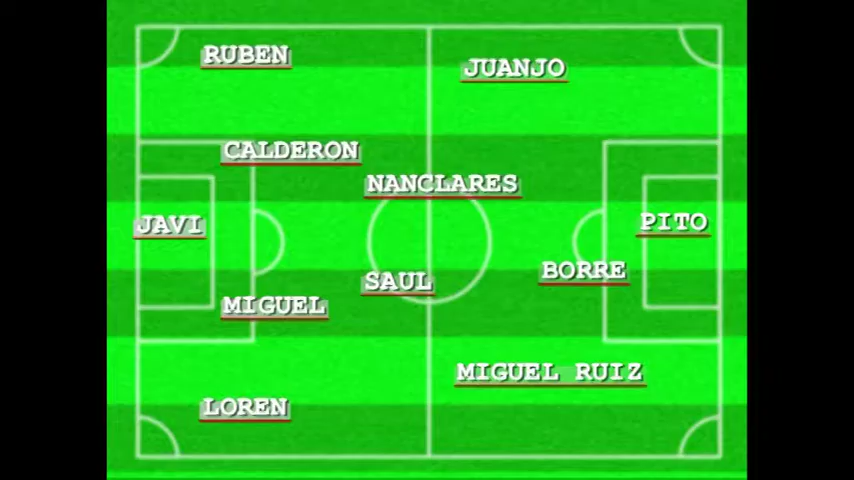 RUBEN
JUANJO
CALDERON
NANCLARES
JAVI
PITO
BORRE
SAUL
MIGUEL
MIGUEL RUIZ
LOREN